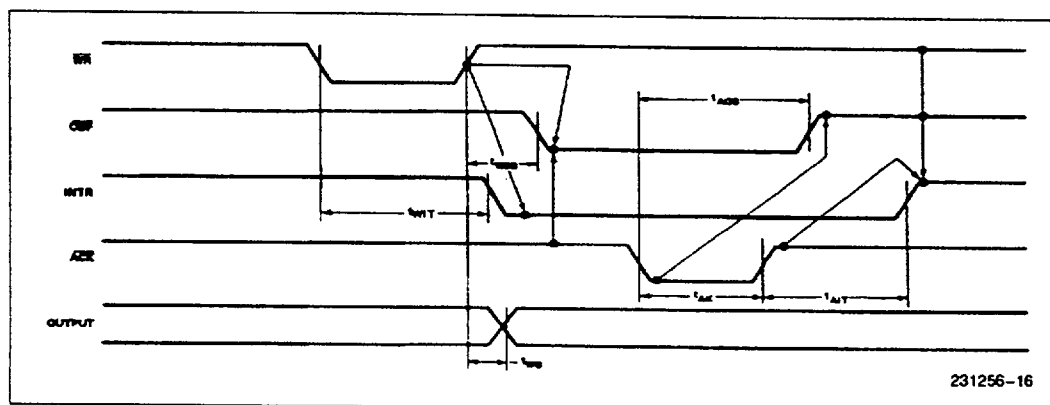 WR
OBF
tAOB
tWOB
INTR
tWIT
ACK
tAK
tAIT
OUTPUT
tWB
231256-16